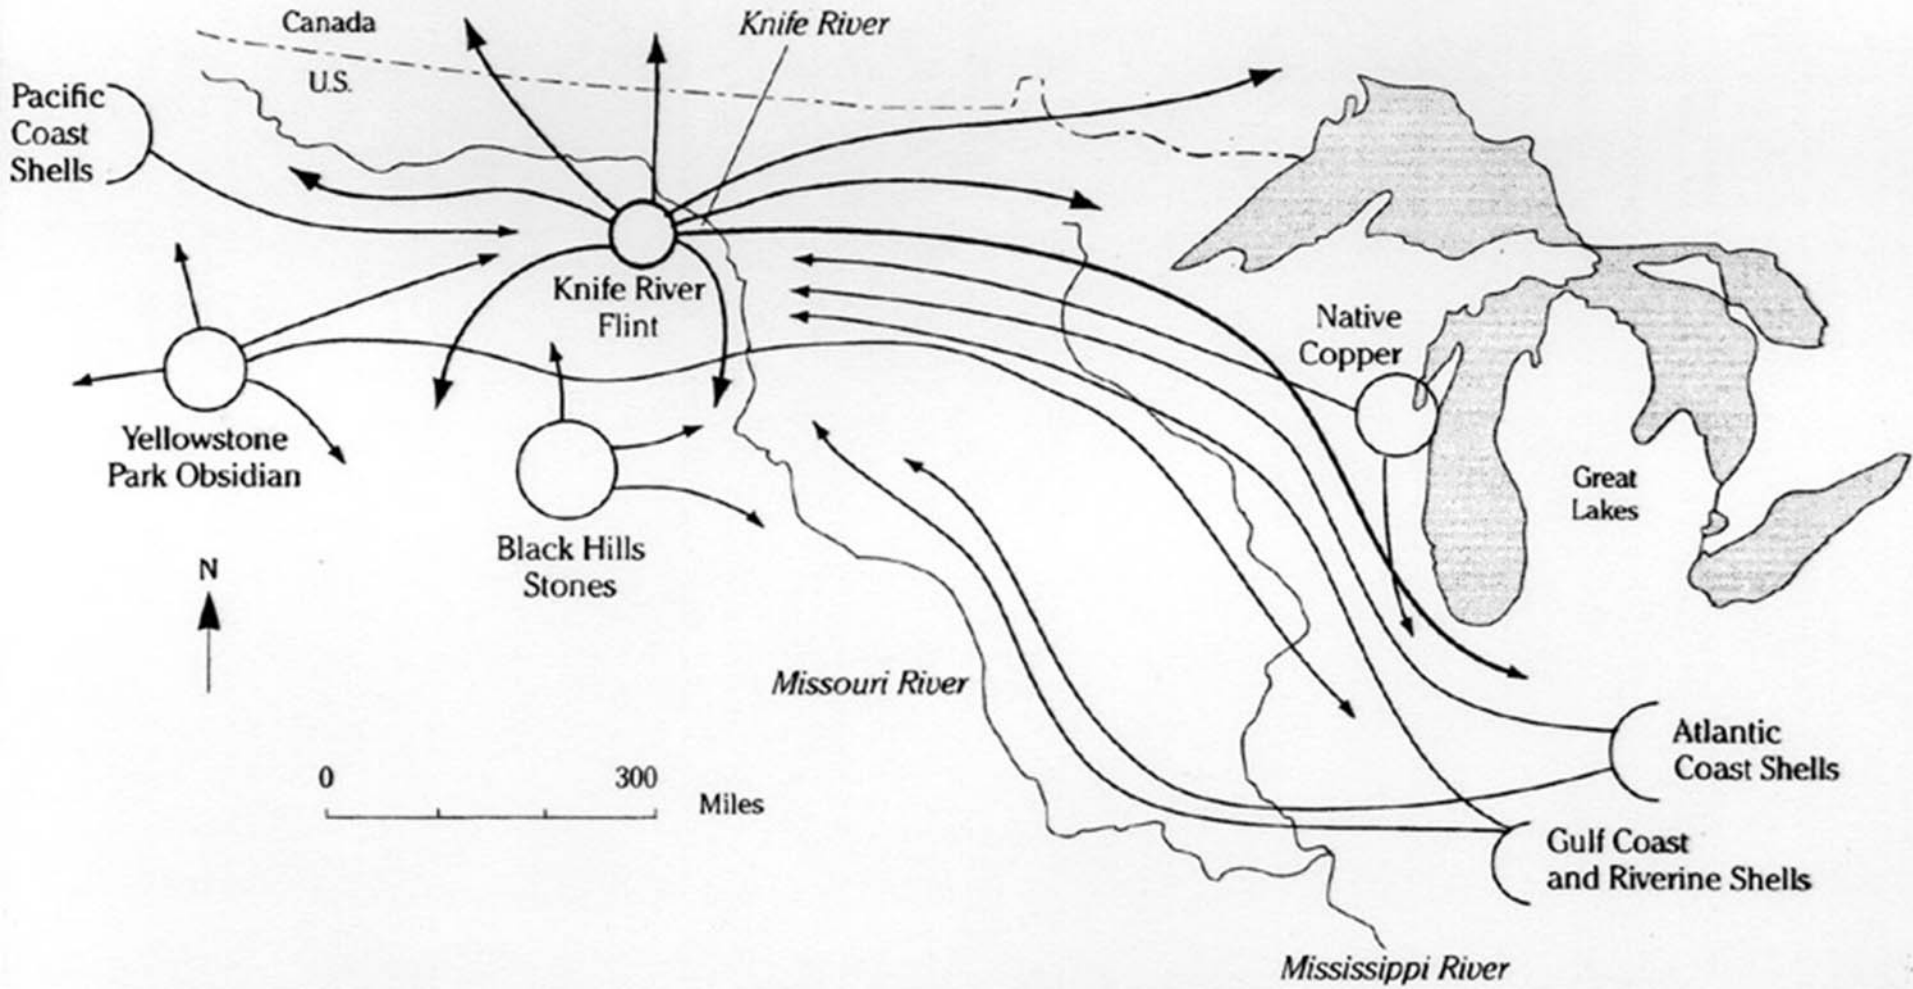 Canada
Knife River
U.S.
Pacific
Coast
Shells
Knife River
Flint
Native
Copper
Yellowstone
Park Obsidian
Great
Lakes
Black Hills
Stones
N
Missouri River
Atlantic
Coast Shells
0
300
Miles
Gulf Coast
and Riverine Shells
Mississippi River